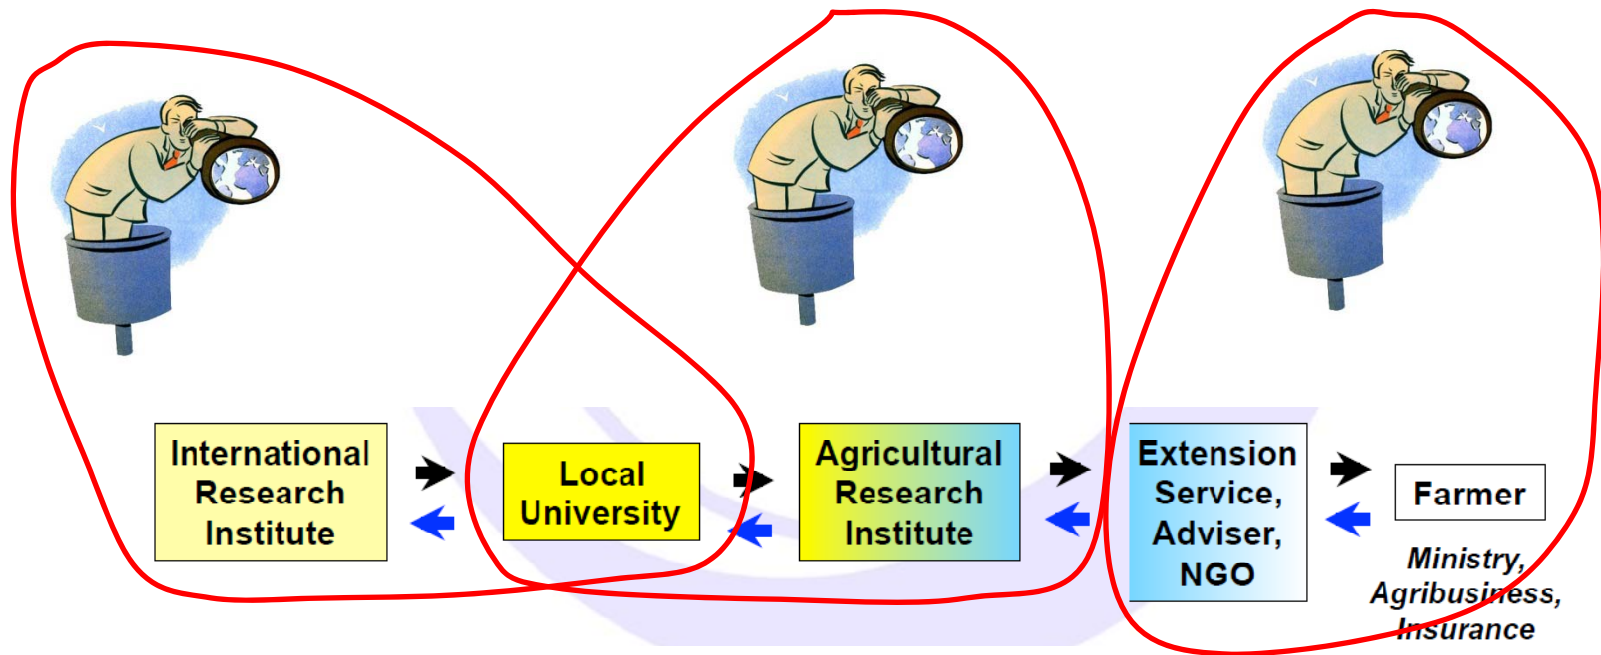 International
Research
Institute
Local
University
Agricultural
Research
Institute
Extension
Service,
Adviser,
NGO
Farmer
Ministry,
Agribusiness,
Insurance